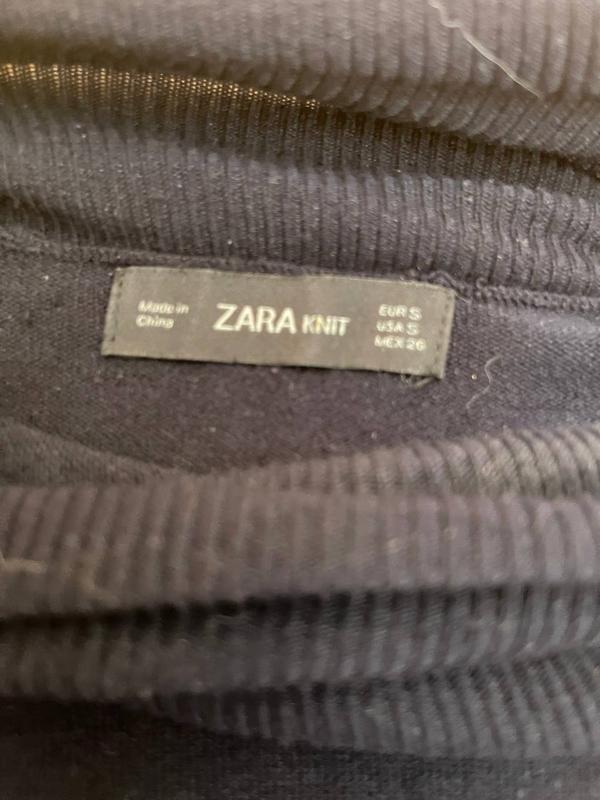 Made in
China
ZARA KNIT
EUR S
USA S
MEX 26